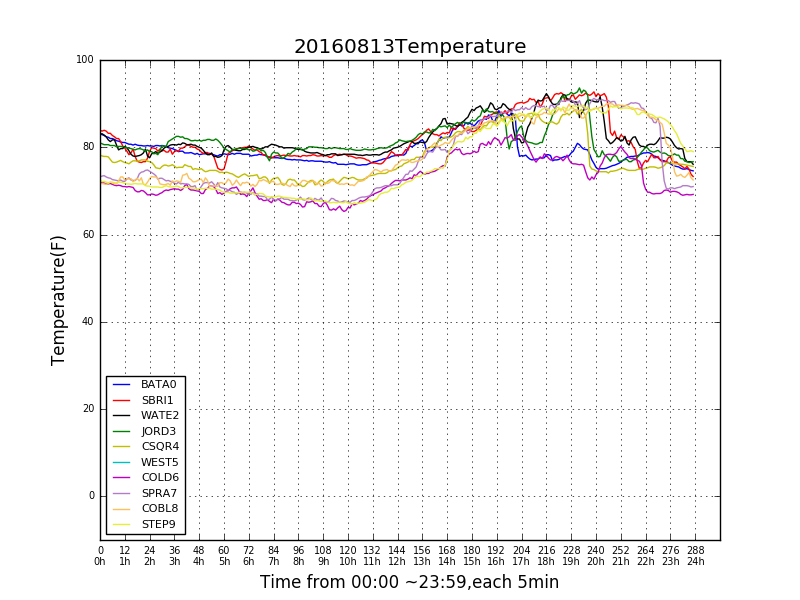 20160813Temperature
Temperature(F)
100
80
60
40
20
0
BATA0
SBRI1
WATE2
JORD3
CSQR4
WEST5
COLD6
SPRA7
COBL8
STEP9
0 12 24 36 48 60 72 84 96 108 120 132 144 156 168 180 192 204 216 228 240 252 264 276 288
0h 1h 2h 3h 4h 5h 6h 7h 8h 9h 10h 11h 12h 13h 14h 15h 16h 17h 18h 19h 20h 21h 22h 23h 24h
Time from 00:00 ~23:59,each 5min